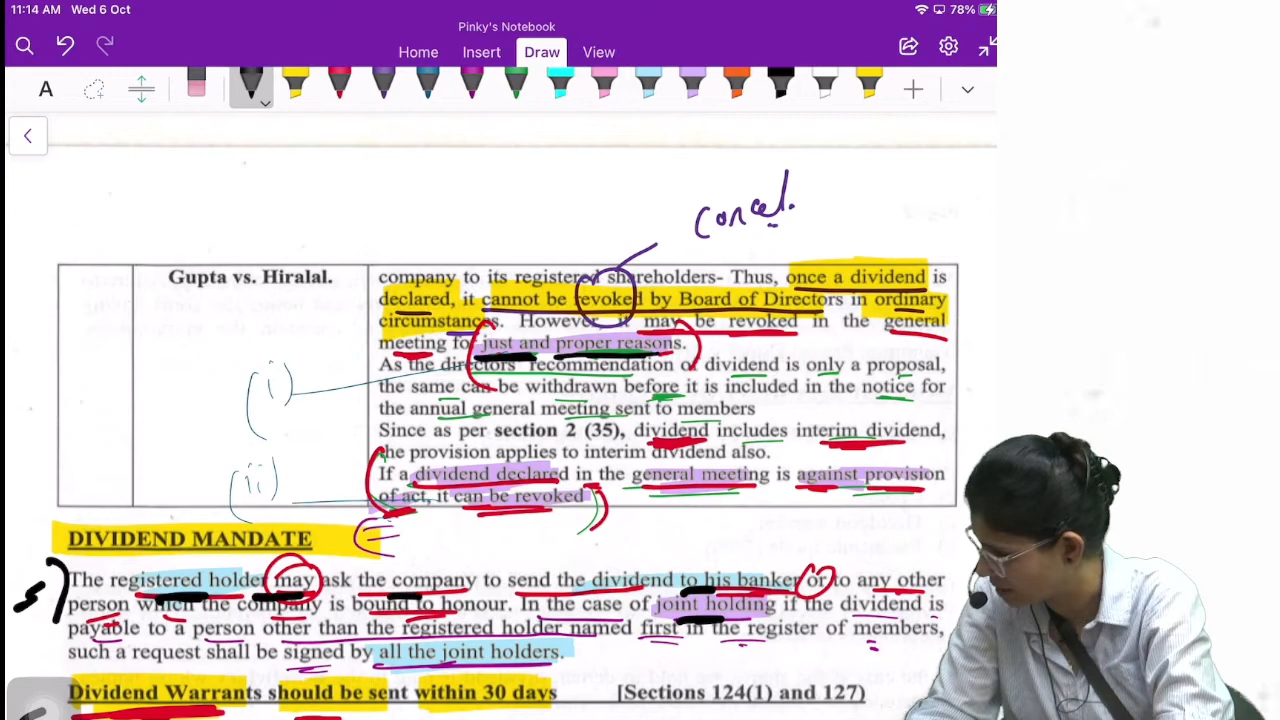 11:14 AM Wed 6 Oct
78%
Pinky's Notebook
Home Insert Draw View
A
cancel.
Gupta vs. Hiralal.
company to its registered shareholders- Thus, once a dividend is
declared, it cannot be revoked by Board of Directors in ordinary
circumstances. However, it may be revoked in the general
meeting for just and proper reasons.
As the directors' recommendation of dividend is only a proposal,
the same can be withdrawn before it is included in the notice for
the annual general meeting sent to members
Since as per section 2 (35), dividend includes interim dividend,
the provision applies to interim dividend also.
If a dividend declared in the general meeting is against provision
of act, it can be revoked
(i)
(ii)
DIVIDEND MANDATE
The registered holder may ask the company to send the dividend to his banker or to any other
person which the company is bound to honour. In the case of joint holding if the dividend is
payable to a person other than the registered holder named first in the register of members,
such a request shall be signed by all the joint holders.
Dividend Warrants should be sent within 30 days [Sections 124(1) and 127)